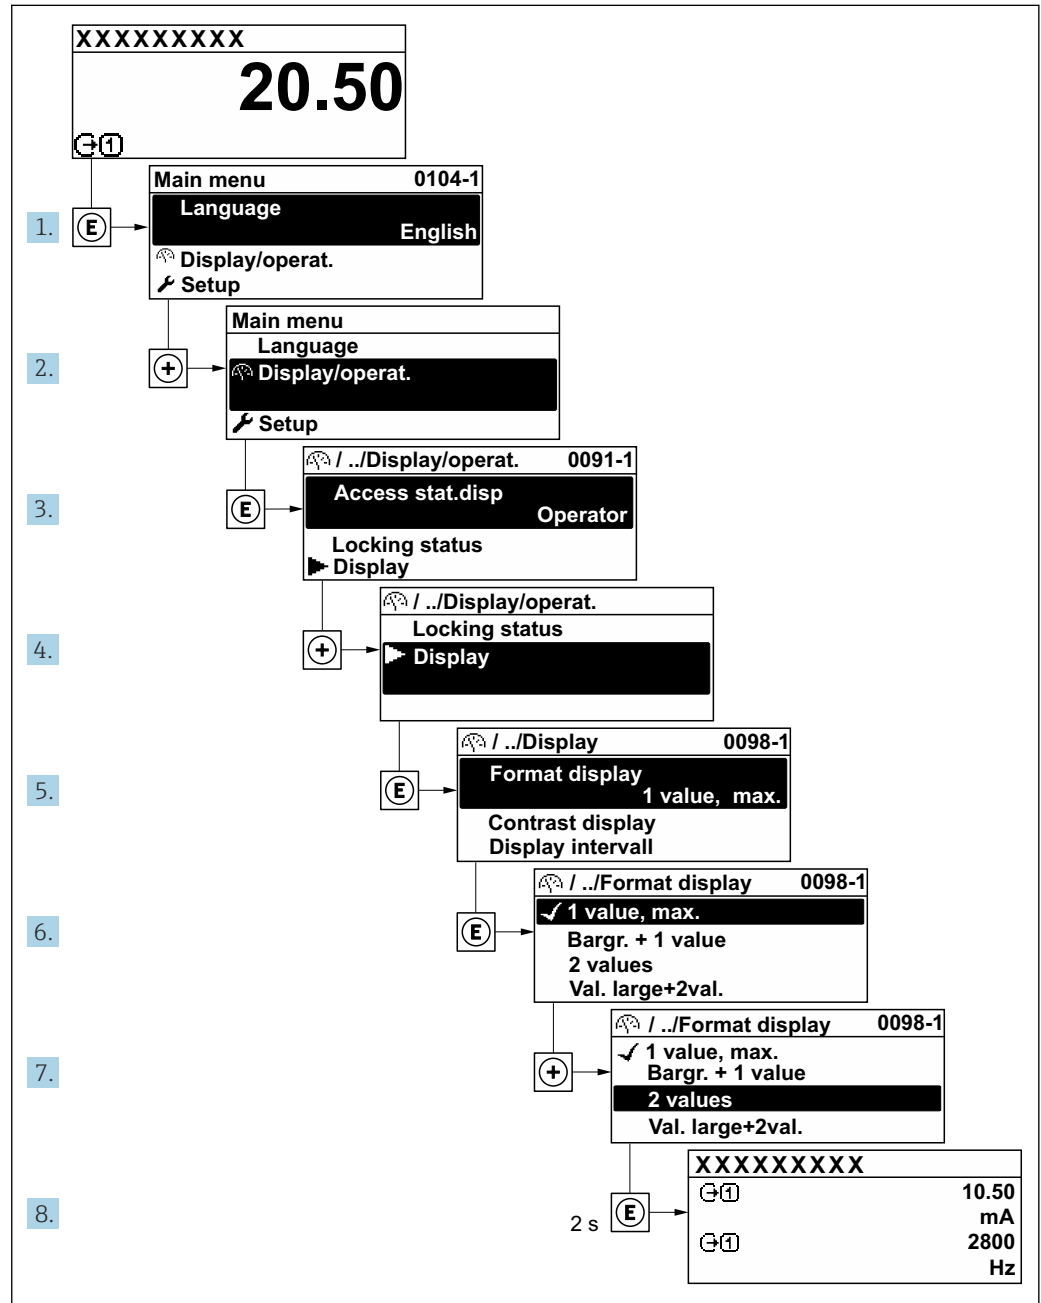 XXXXXXXXX
20.50
1
Main menu 0104-1
1. E Language
English
Display/operat.
Setup
Main menu
Language
2. + Display/operat.
Setup
/ ../Display/operat. 0091-1
3. E Access stat.disp
Operator
Locking status
Display
/ ../Display/operat.
Locking status
4. + Display
/ ../Display 0098-1
5. E Format display
1 value, max.
Contrast display
Display intervall
/ ../Format display 0098-1
1 value, max.
6. E Bargr. + 1 value
2 values
Val. large+2val.
/ ../Format display 0098-1
1 value, max.
7. + Bargr. + 1 value
2 values
Val. large+2val.
XXXXXXXXX
1 10.50
8. 2 s E mA
1 2800
Hz